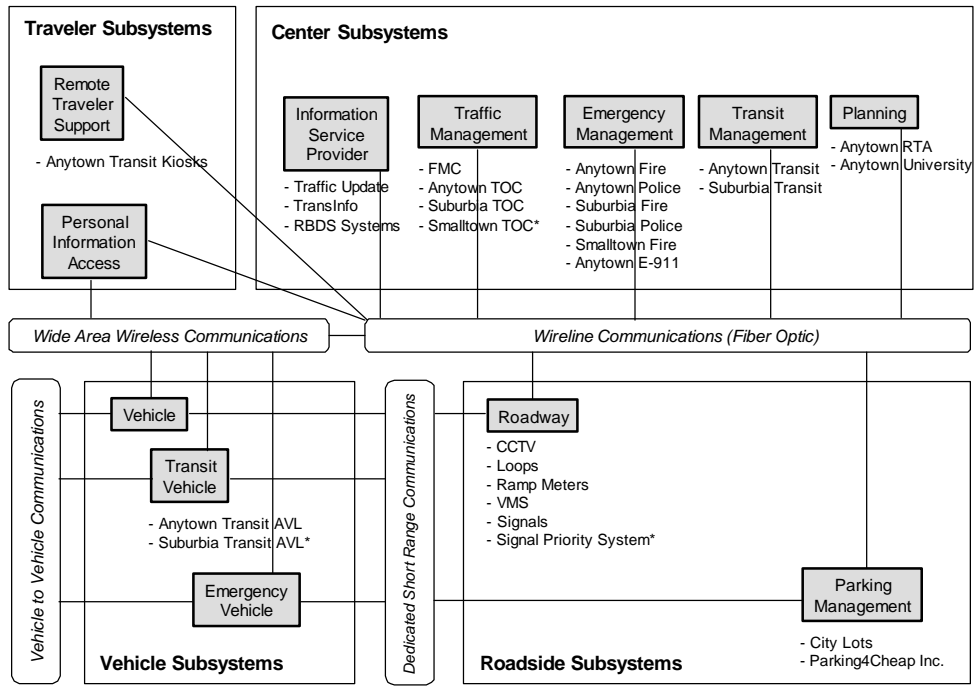 Traveler Subsystems
Remote
Traveler
Support
- Anytown Transit Kiosks
Personal
Information
Access
Center Subsystems
Information
Service
Provider
- Traffic Update
- TransInfo
- RBDS Systems
Traffic
Management
- FMC
- Anytown TOC
- Suburbia TOC
- Smalltown TOC*
Emergency
Management
- Anytown Fire
- Anytown Police
- Suburbia Fire
- Suburbia Police
- Smalltown Fire
- Anytown E-911
Transit
Management
- Anytown Transit
- Suburbia Transit
Planning
- Anytown RTA
- Anytown University
Wide Area Wireless Communications
Wireline Communications (Fiber Optic)
Vehicle to Vehicle Communications
Vehicle
Transit
Vehicle
- Anytown Transit AVL
- Suburbia Transit AVL*
Emergency
Vehicle
Vehicle Subsystems
Dedicated Short Range Communications
Roadway
- CCTV
- Loops
- Ramp Meters
- VMS
- Signals
- Signal Priority System*
Parking
Management
- City Lots
- Parking4Cheap Inc.
Roadside Subsystems